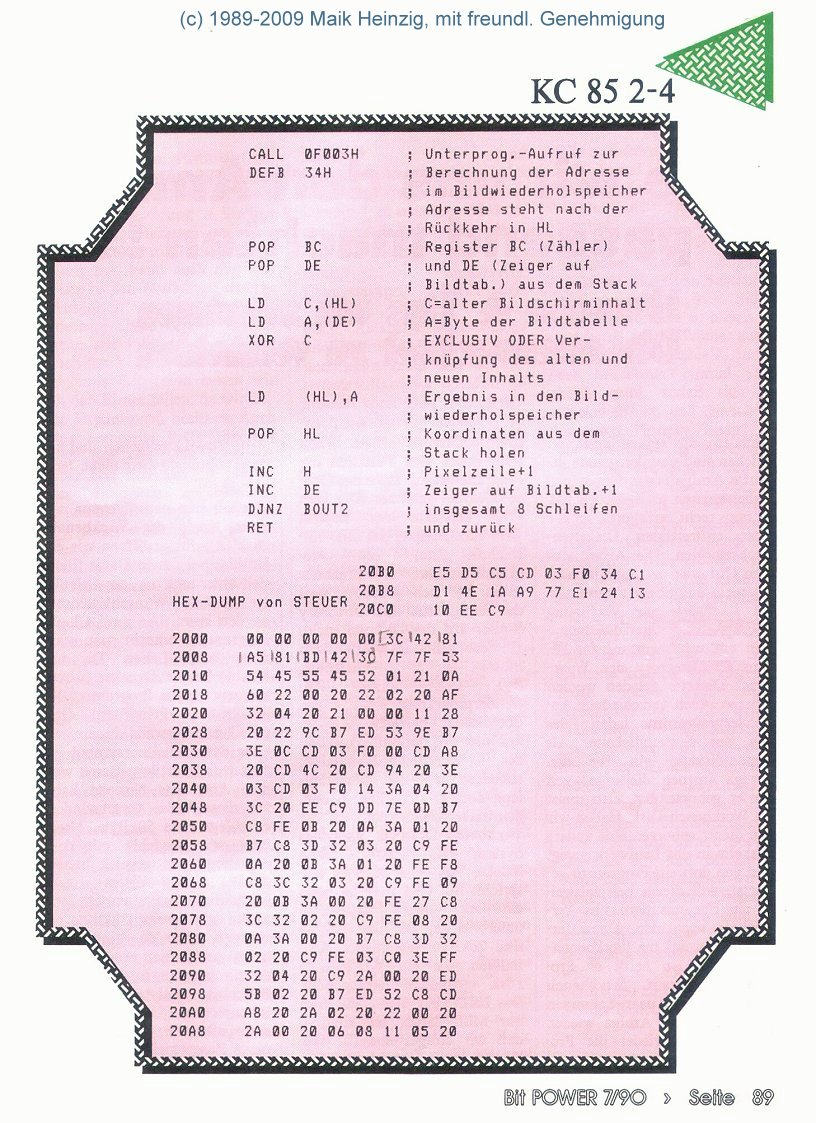 (c) 1989-2009 Maik Heinzig, mit freundl. Genehmigung
KC 85 2-4
CALL 0F003H ; Unterprog.-Aufruf zur
DEFB 34H ; Berechnung der Adresse
; im Bildwiederholspeicher
; Adresse steht nach der
; Rückkehr in HL
POP BC ; Register BC (Zähler)
POP DE ; und DE (Zeiger auf
; Bildtab.) aus dem Stack
LD C,(HL) ; C=alter Bildschirminhalt
LD A,(DE) ; A=Byte der Bildtabelle
XOR C ; EXCLUSIV ODER Ver-
; knüpfung des alten und
; neuen Inhalts
LD (HL),A ; Ergebnis in den Bild-
; wiederholspeicher
POP HL ; Koordinaten aus dem
; Stack holen
INC H ; Pixelzeile+1
INC DE ; Zeiger auf Bildtab.+1
DJNZ BOUT2 ; insgesamt 8 Schleifen
RET ; und zurück
20B0 E5 D5 C5 CD 03 F0 34 C1
20B8 D1 4E 1A A9 77 E1 24 13
20C0 10 EE C9
HEX-DUMP von STEUER
2000 00 00 00 00 00 3C 42 81
2008 A5 81 BD 42 3C 7F 7F 53
2010 54 45 55 45 52 01 21 0A
2018 60 22 00 20 22 02 20 AF
2020 32 04 20 21 00 00 11 28
2028 20 22 9C B7 ED 53 9E B7
2030 3E 0C CD 03 F0 00 CD A8
2038 20 CD 4C 20 CD 94 20 3E
2040 03 CD 03 F0 14 3A 04 20
2048 3C 20 EE C9 DD 7E 0D B7
2050 C8 FE 0B 20 0A 3A 01 20
2058 B7 C8 3D 32 03 20 C9 FE
2060 0A 20 0B 3A 01 20 FE F8
2068 C8 3C 32 03 20 C9 FE 09
2070 20 0B 3A 00 20 FE 27 C8
2078 3C 32 02 20 C9 FE 08 20
2080 0A 3A 00 20 B7 C8 3D 32
2088 02 20 C9 FE 03 C0 3E FF
2090 32 04 20 C9 2A 00 20 ED
2098 5B 02 20 B7 ED 52 C8 CD
20A0 A8 20 2A 02 20 22 00 20
20A8 2A 00 20 06 08 11 05 20
Bit POWER 7/90 > Seite 89